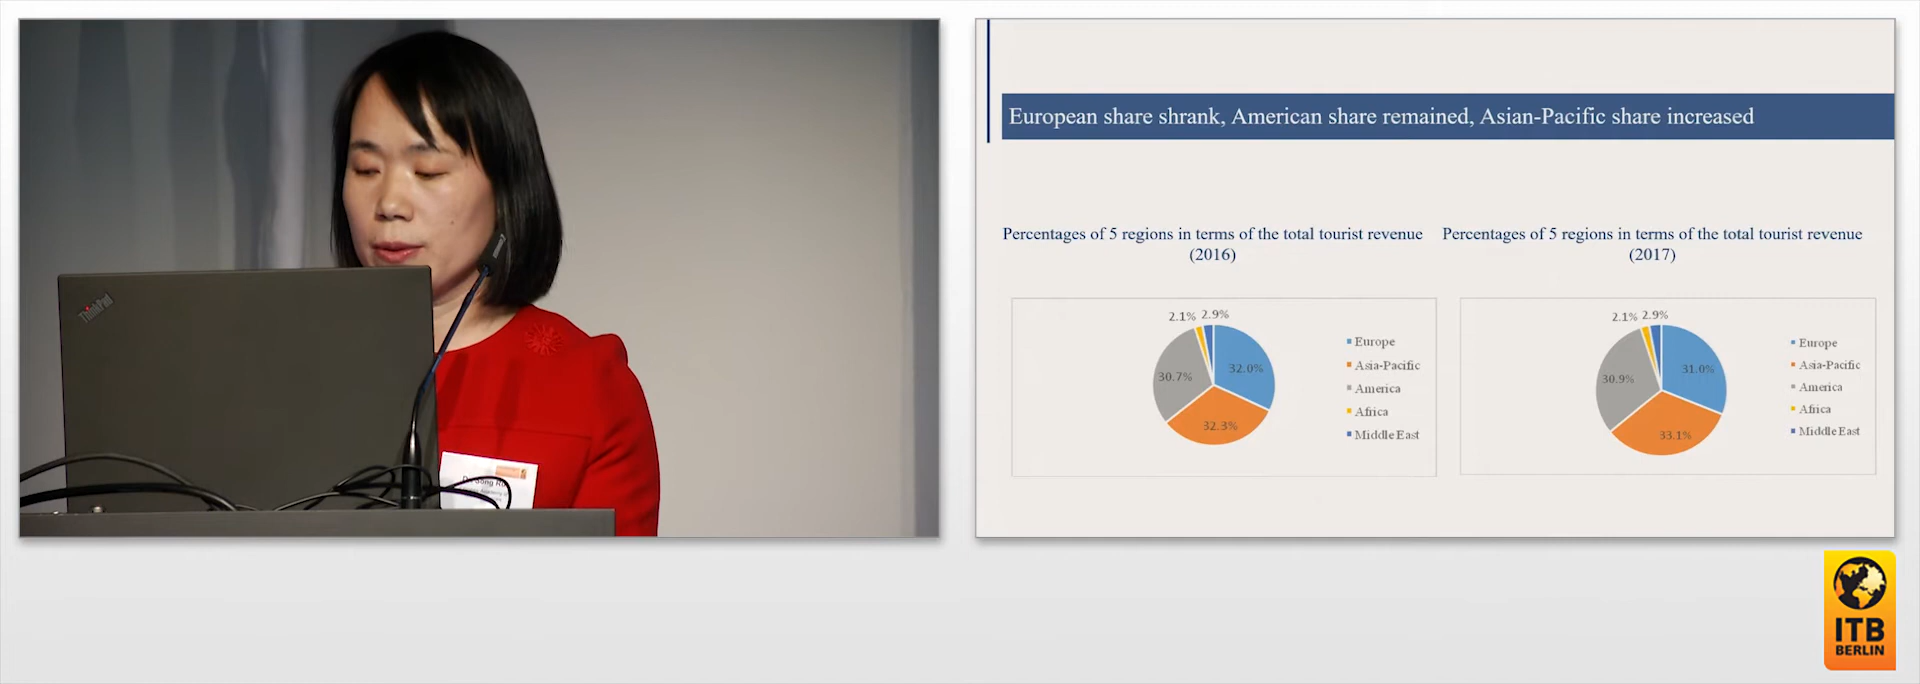 ThinkPad
European share shrank, American share remained, Asian-Pacific share increased
Percentages of 5 regions in terms of the total tourist revenue
(2016)
2.1% 2.9%
30.7%
32.0%
32.3%
Europe
Asia-Pacific
America
Africa
Middle East
Percentages of 5 regions in terms of the total tourist revenue
(2017)
2.1% 2.9%
30.9%
31.0%
33.1%
Europe
Asia-Pacific
America
Africa
Middle East
ITB
BERLIN